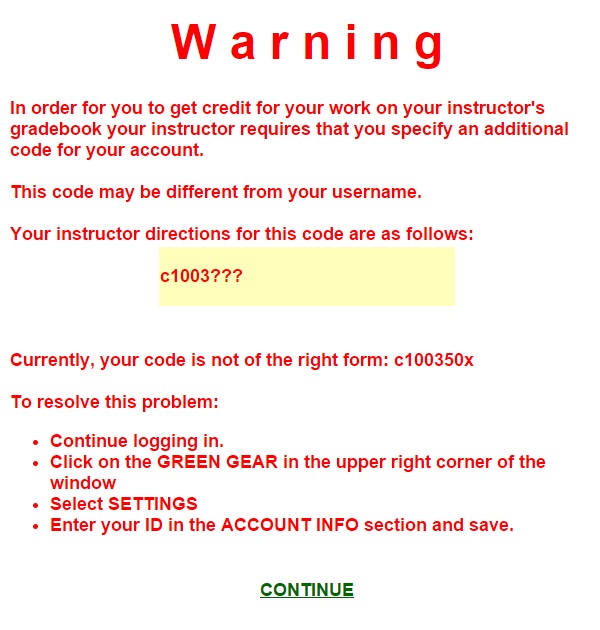 W a r n i n g
In order for you to get credit for your work on your instructor's
gradebook your instructor requires that you specify an additional
code for your account.
This code may be different from your username.
Your instructor directions for this code are as follows:
c1003???
Currently, your code is not of the right form: c100350x
To resolve this problem:
• Continue logging in.
• Click on the GREEN GEAR in the upper right corner of the
window
• Select SETTINGS
• Enter your ID in the ACCOUNT INFO section and save.
CONTINUE